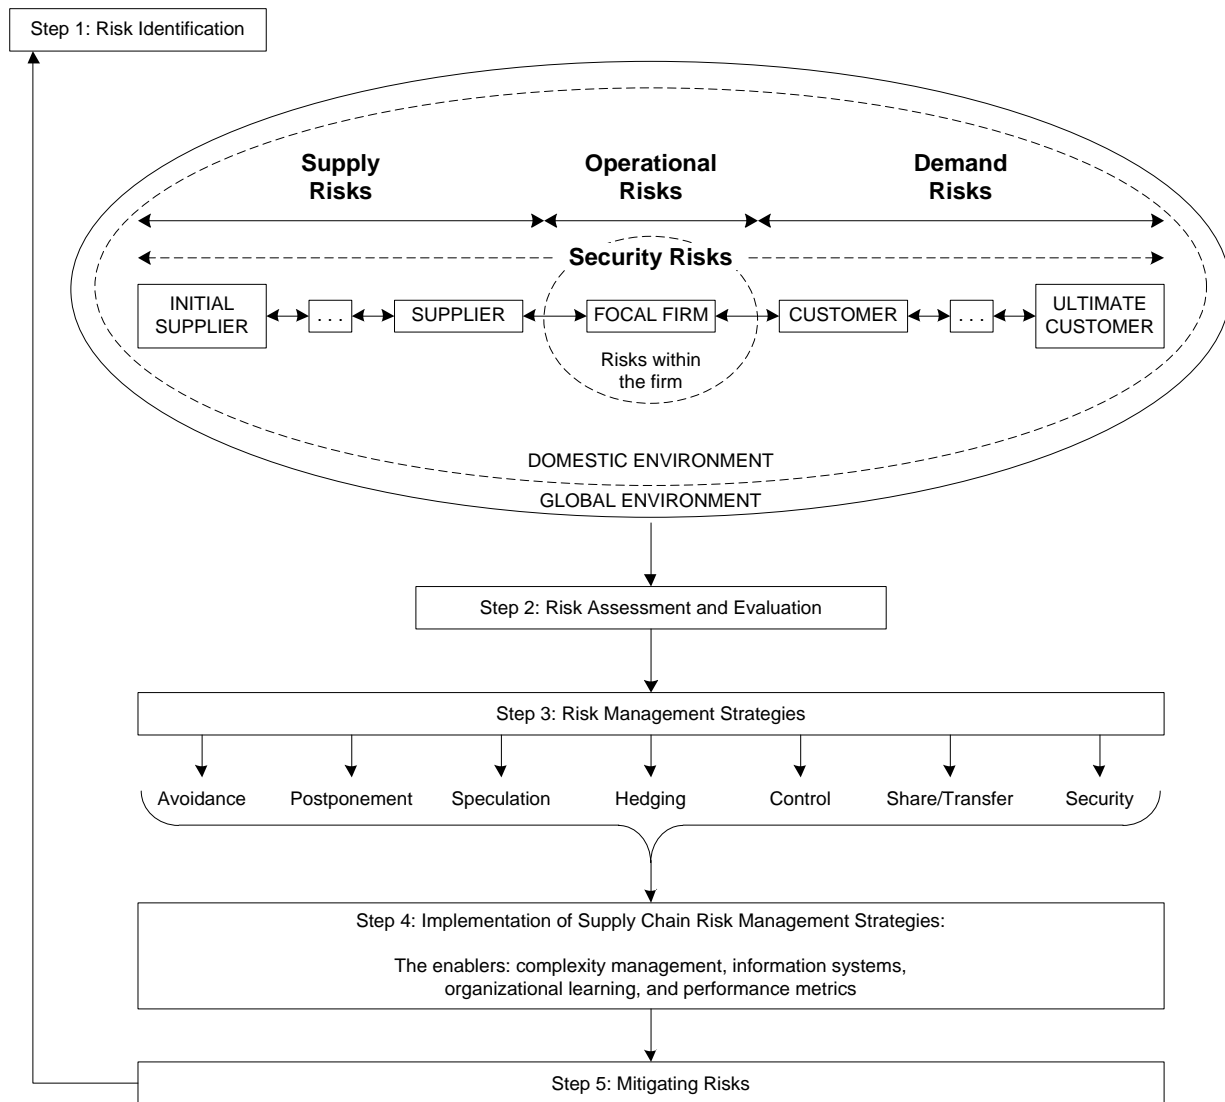 Step 1: Risk Identification
Supply
Risks
Operational
Risks
Demand
Risks
Security Risks
INITIAL
SUPPLIER
. . .
SUPPLIER
FOCAL FIRM
CUSTOMER
. . .
ULTIMATE
CUSTOMER
Risks within
the firm
DOMESTIC ENVIRONMENT
GLOBAL ENVIRONMENT
Step 2: Risk Assessment and Evaluation
Step 3: Risk Management Strategies
Avoidance
Postponement
Speculation
Hedging
Control
Share/Transfer
Security
Step 4: Implementation of Supply Chain Risk Management Strategies:
The enablers: complexity management, information systems,
organizational learning, and performance metrics
Step 5: Mitigating Risks